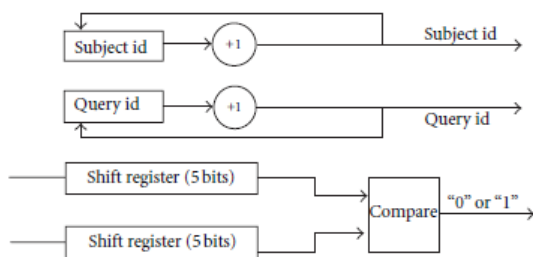 Subject id
+1
Subject id
Query id
+1
Query id
Shift register (5 bits)
Compare
“0” or “1”
Shift register (5 bits)